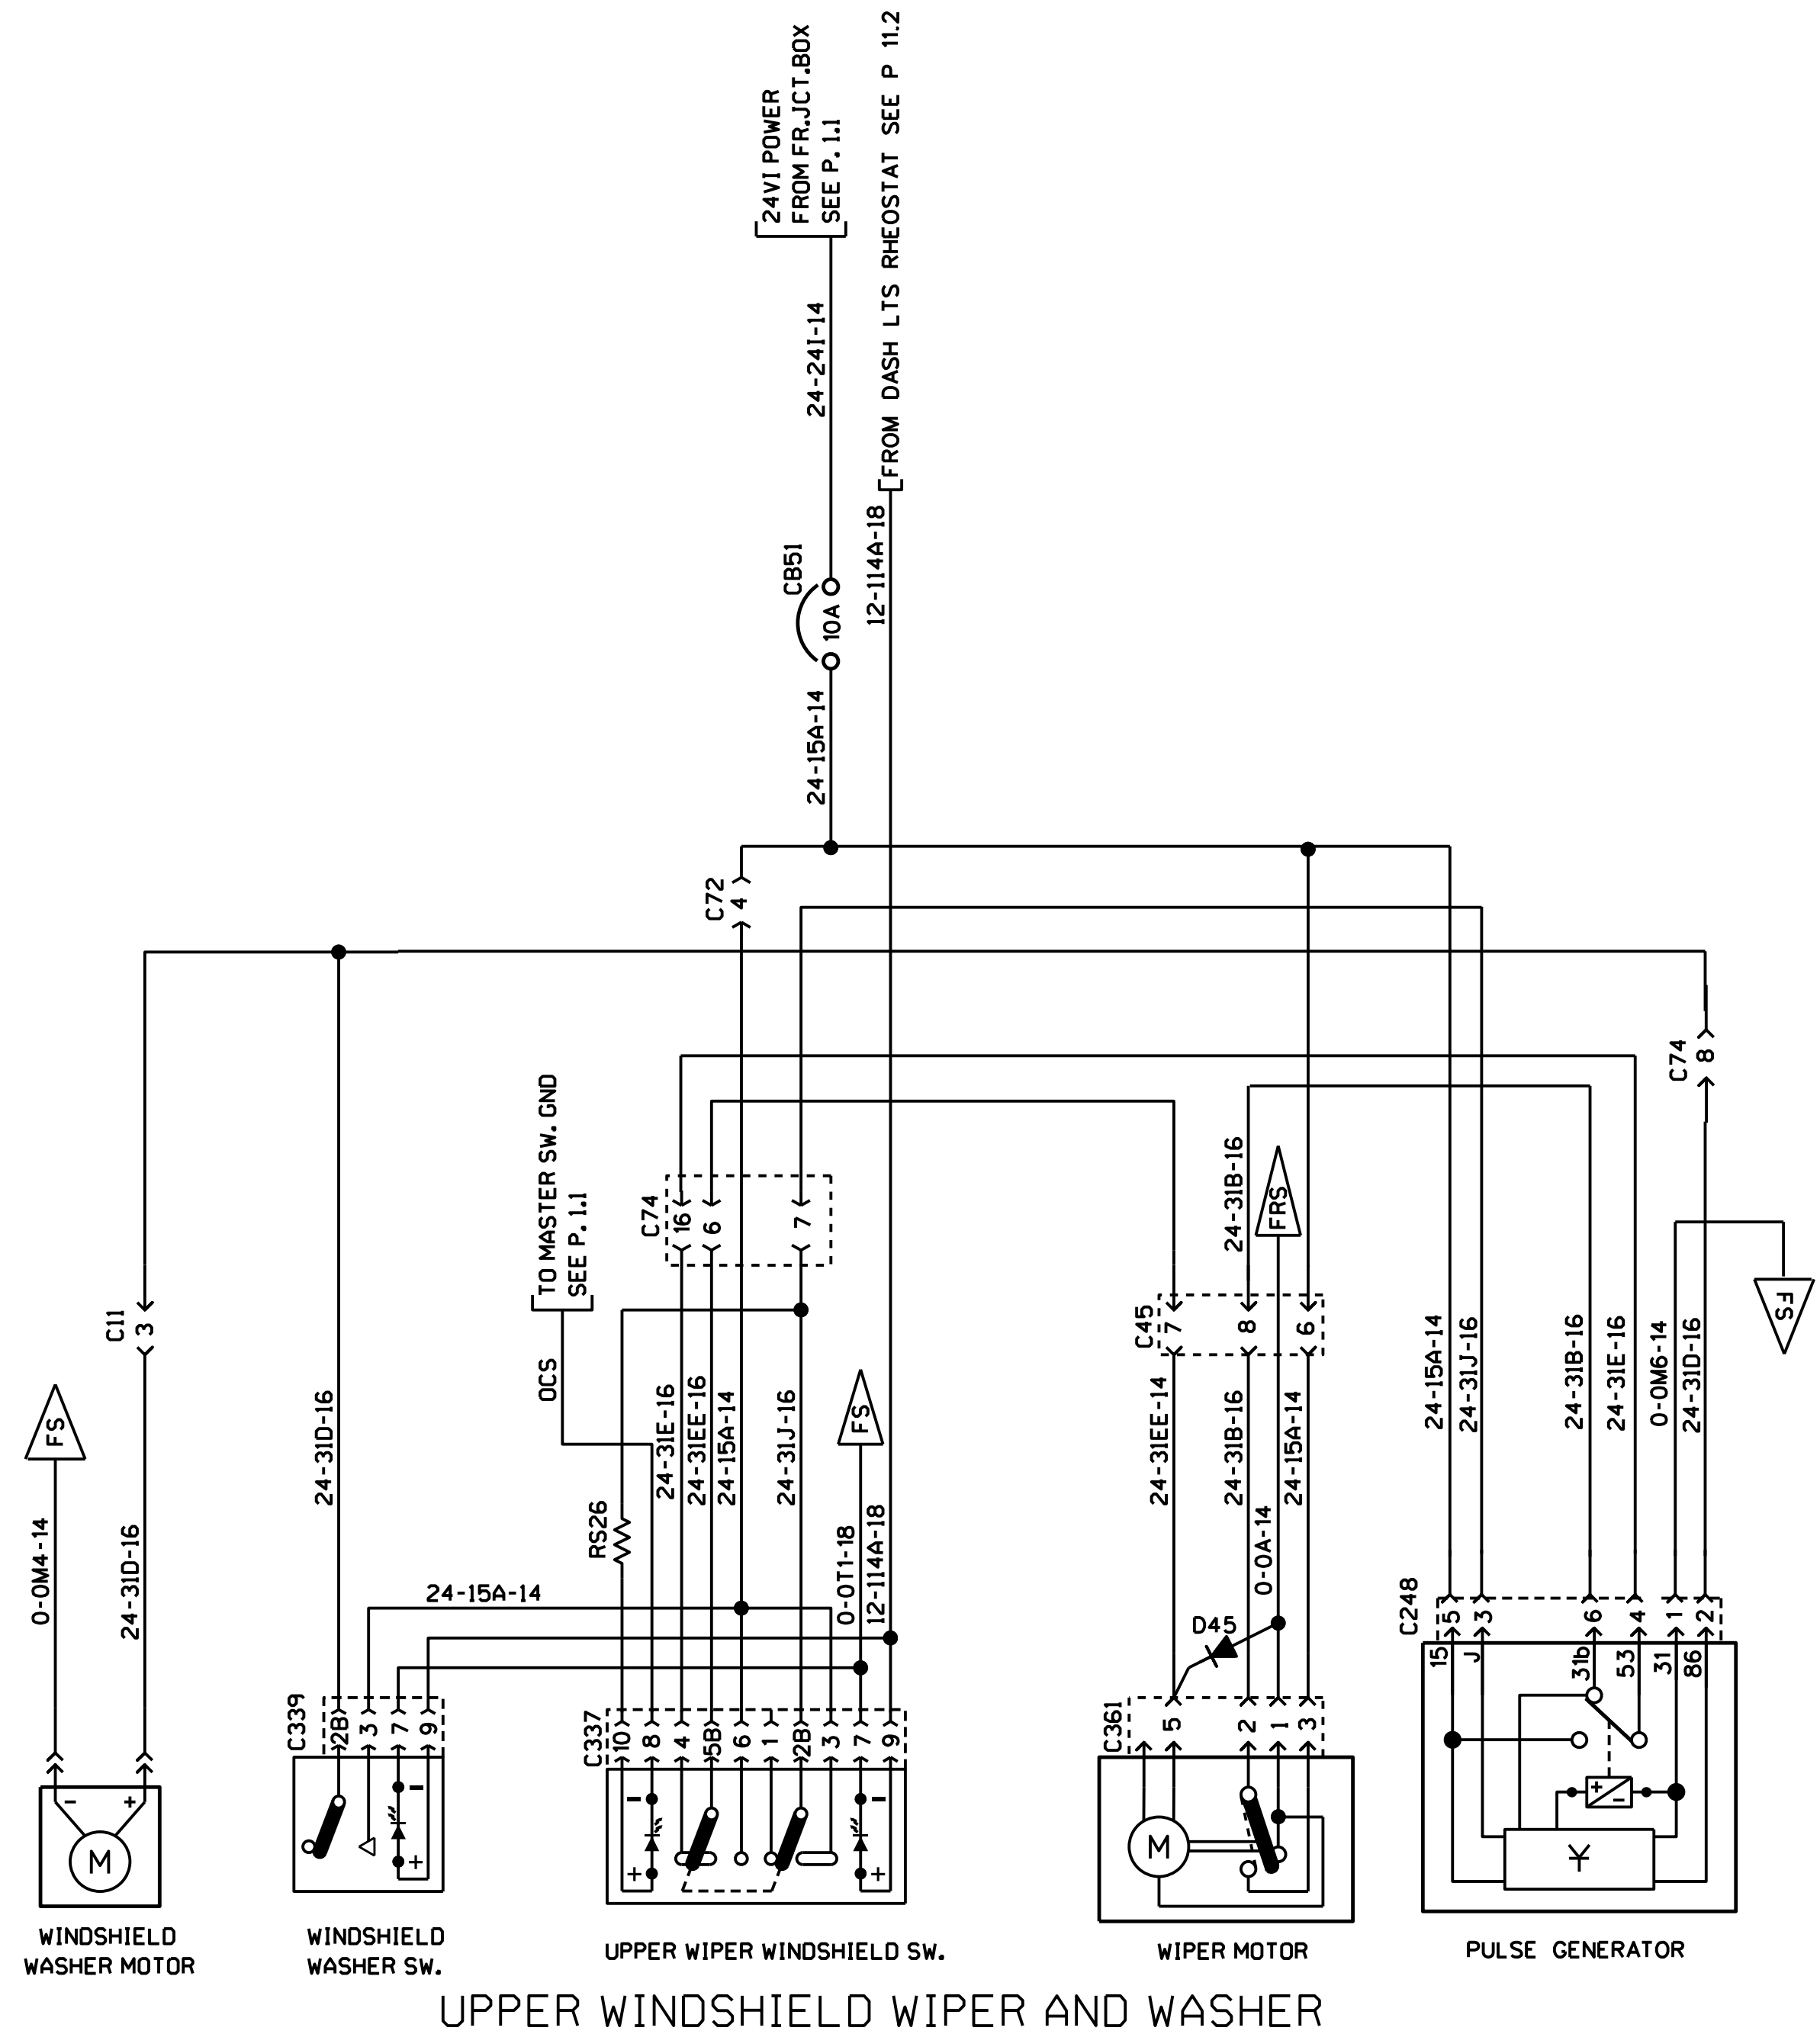 24VI POWER
FROM FR.JCT.BOX
SEE P. 1.1
FROM DASH LTS RHEOSTAT SEE P 11.2
24-24I-14
12-114A-18
CB51
10A
24-15A-14
C72
4
C74
8
TO MASTER SW. GND
SEE P. 1.1
OCS
C74
16
6
7
24-31B-16
FRS
FS
C11
3
C45
7
8
6
FS
FS
24-31D-16
24-31E-16
24-31EE-16
24-15A-14
24-31J-16
24-31EE-14
24-31B-16
24-15A-14
24-15A-14
24-31J-16
24-31B-16
24-31E-16
0-0M6-14
24-31D-16
0-0M4-14
24-31D-16
RS26
0-0T1-18
12-114A-18
0-0A-14
24-15A-14
D45
C248
5
3
6
4
1
2
15
J
31b
53
31
86
C339
2B
3
7
9
C337
10
8
4
5B
6
1
2B
3
7
9
C361
5
2
1
3
- +
M
-
+
-
+
-
+
M
+
-
WINDSHIELD
WASHER MOTOR
WINDSHIELD
WASHER SW.
UPPER WIPER WINDSHIELD SW.
WIPER MOTOR
PULSE GENERATOR
UPPER WINDSHIELD WIPER AND WASHER